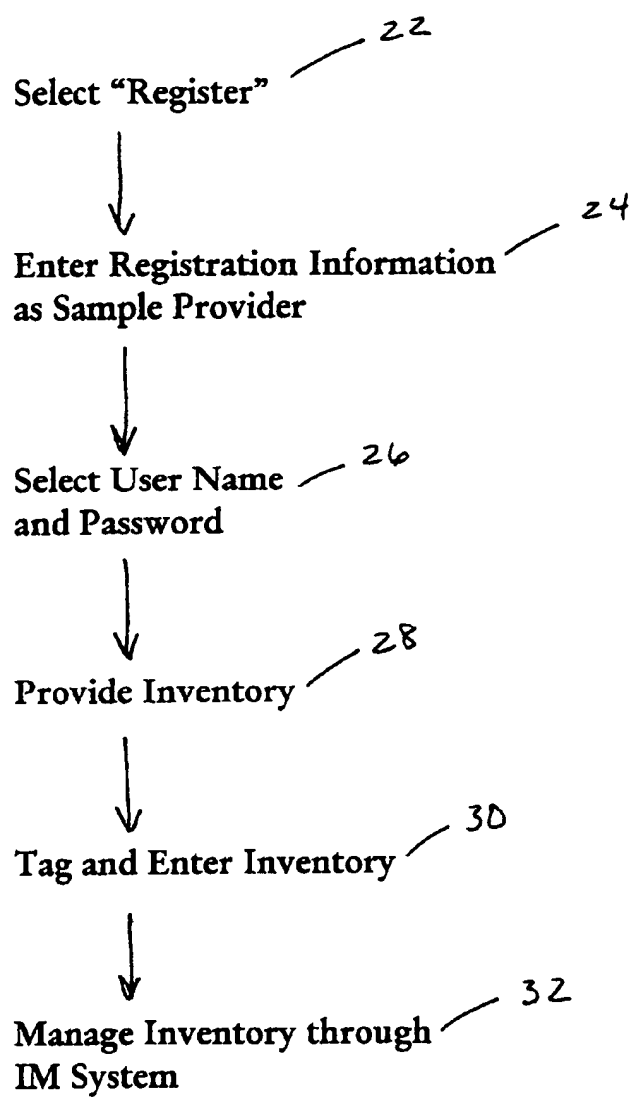 22
Select “Register”
24
Enter Registration Information
as Sample Provider
26
Select User Name
and Password
28
Provide Inventory
30
Tag and Enter Inventory
32
Manage Inventory through
IM System